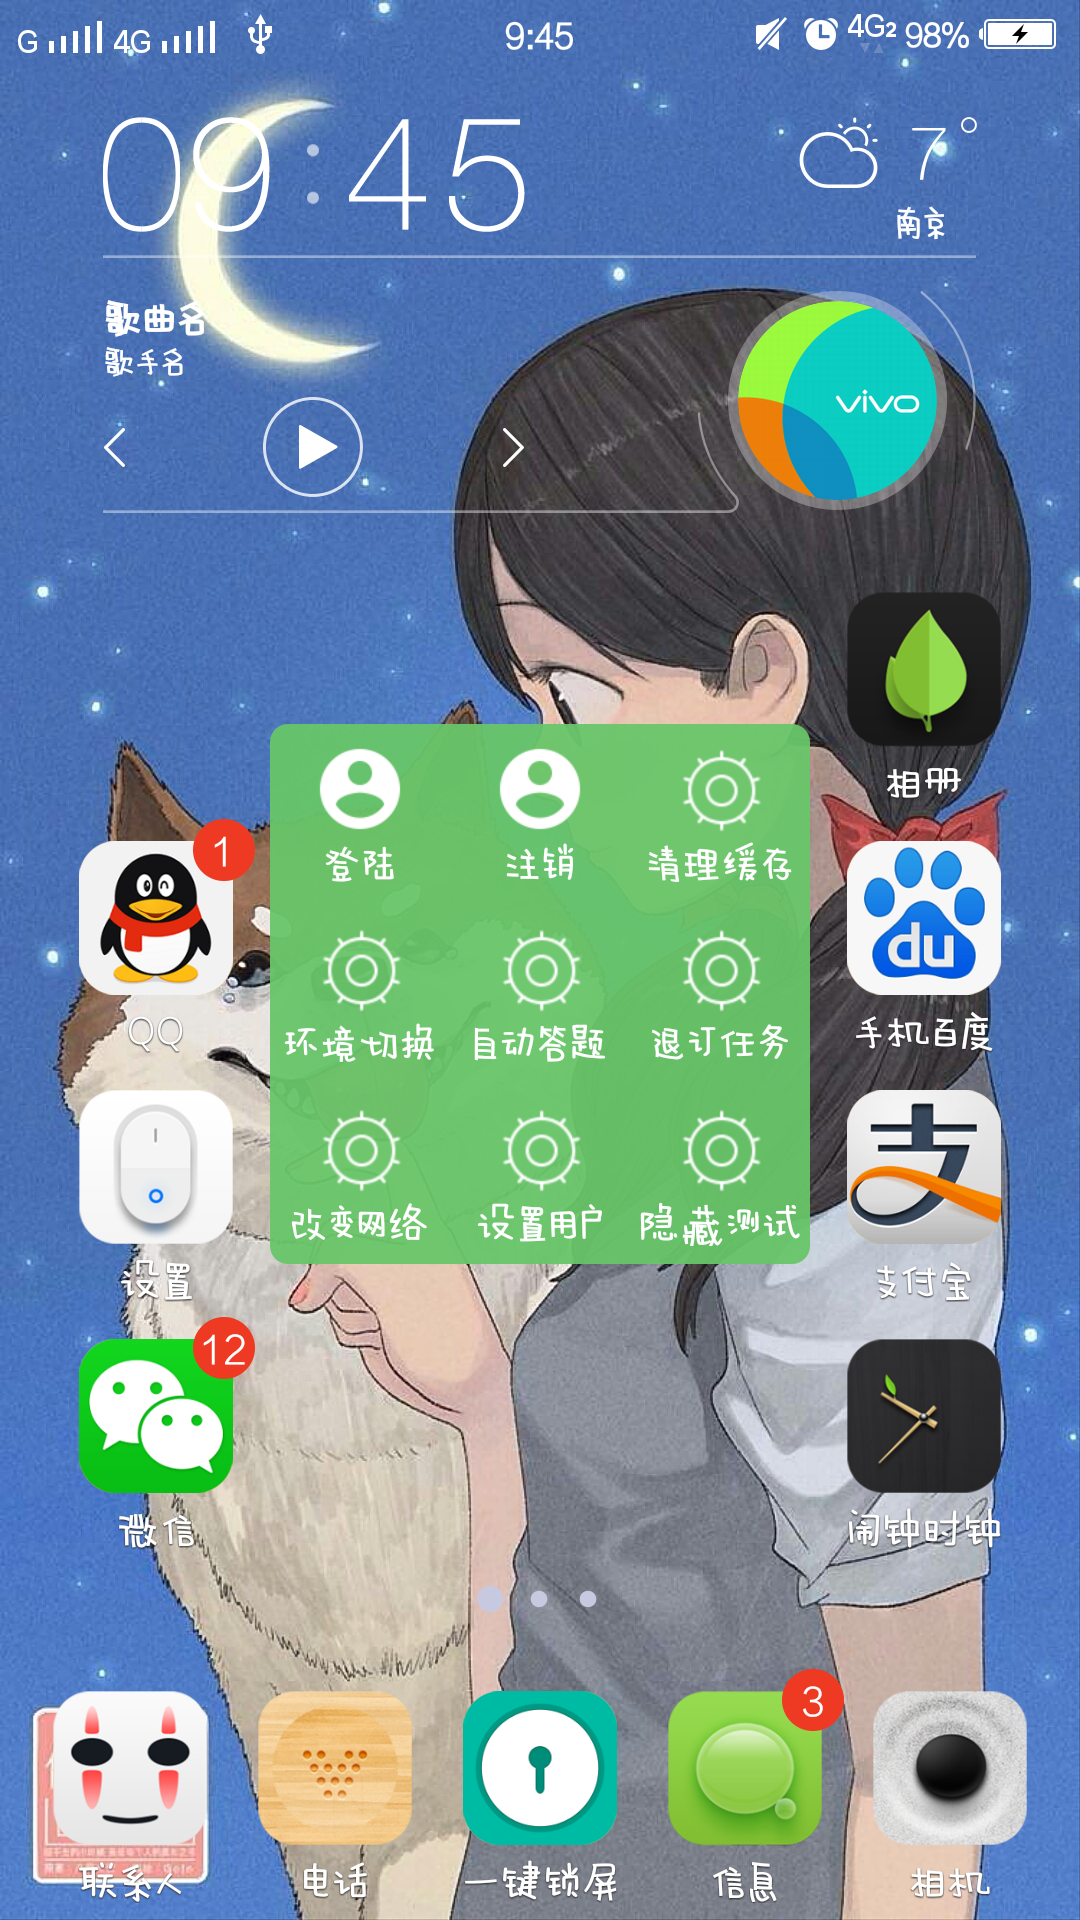 G 4G 9:45 4G2 98%
09:45 7°
南京
歌曲名
歌手名
vivo
相册
登陆 注销 清理缓存
1
du
QQ 环境切换 自动答题 退订任务 手机百度
支
改变网络 设置用户 隐藏测试
设置 支付宝
12
微信 闹钟时钟
3
联系人 电话 一键锁屏 信息 相机